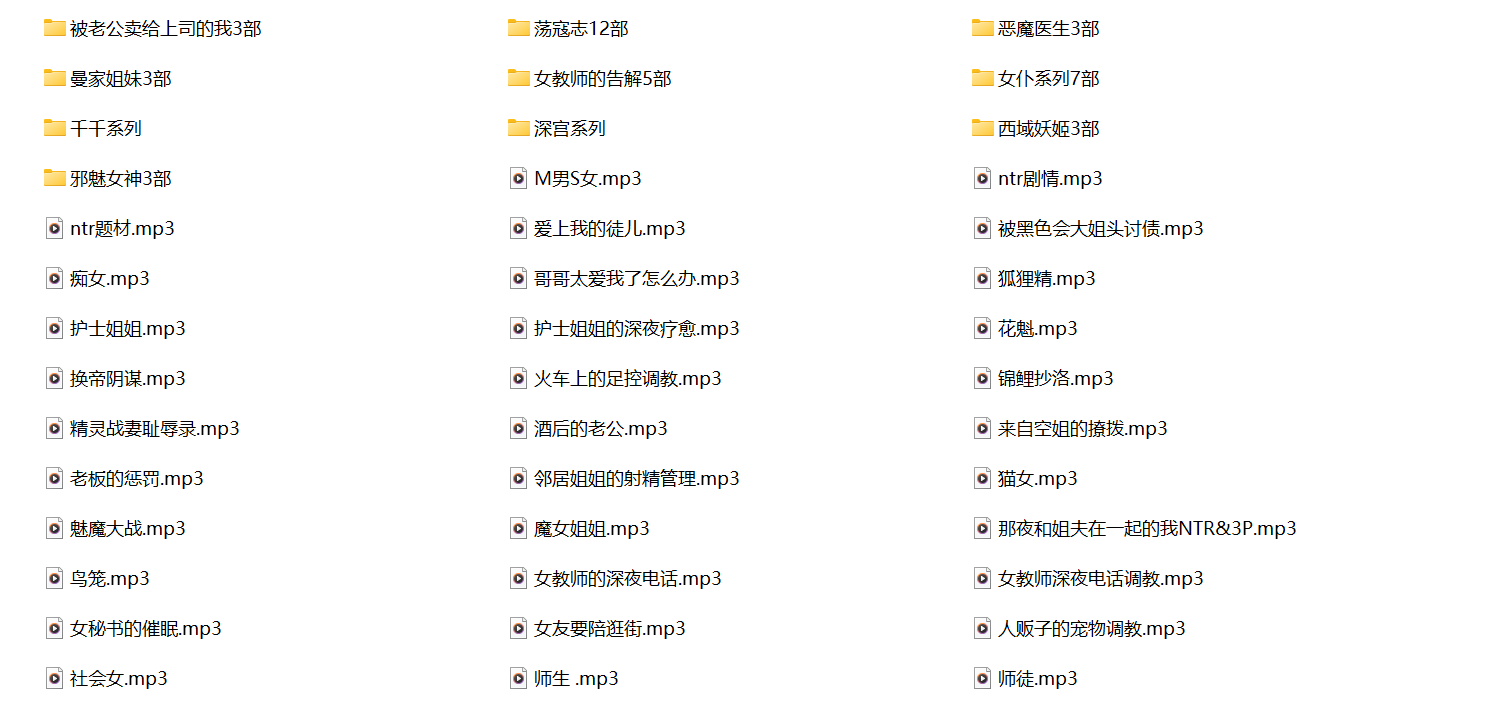 被老公卖给上司的我3部
荡寇志12部
恶魔医生3部
曼家姐妹3部
女教师的告解5部
女仆系列7部
千千系列
深宫系列
西域妖姬3部
邪魅女神3部
M男S女.mp3
ntr剧情.mp3
ntr题材.mp3
爱上我的徒儿.mp3
被黑色会大姐头讨债.mp3
痴女.mp3
哥哥太爱我了怎么办.mp3
狐狸精.mp3
护士姐姐.mp3
护士姐姐的深夜疗愈.mp3
花魁.mp3
换帝阴谋.mp3
火车上的足控调教.mp3
锦鲤抄洛.mp3
精灵战妻耻辱录.mp3
酒后的老公.mp3
来自空姐的撩拨.mp3
老板的惩罚.mp3
邻居姐姐的射精管理.mp3
猫女.mp3
魅魔大战.mp3
魔女姐姐.mp3
那夜和姐夫在一起的我NTR&3P.mp3
鸟笼.mp3
女教师的深夜电话.mp3
女教师深夜电话调教.mp3
女秘书的催眠.mp3
女友要陪逛街.mp3
人贩子的宠物调教.mp3
社会女.mp3
师生 .mp3
师徒.mp3